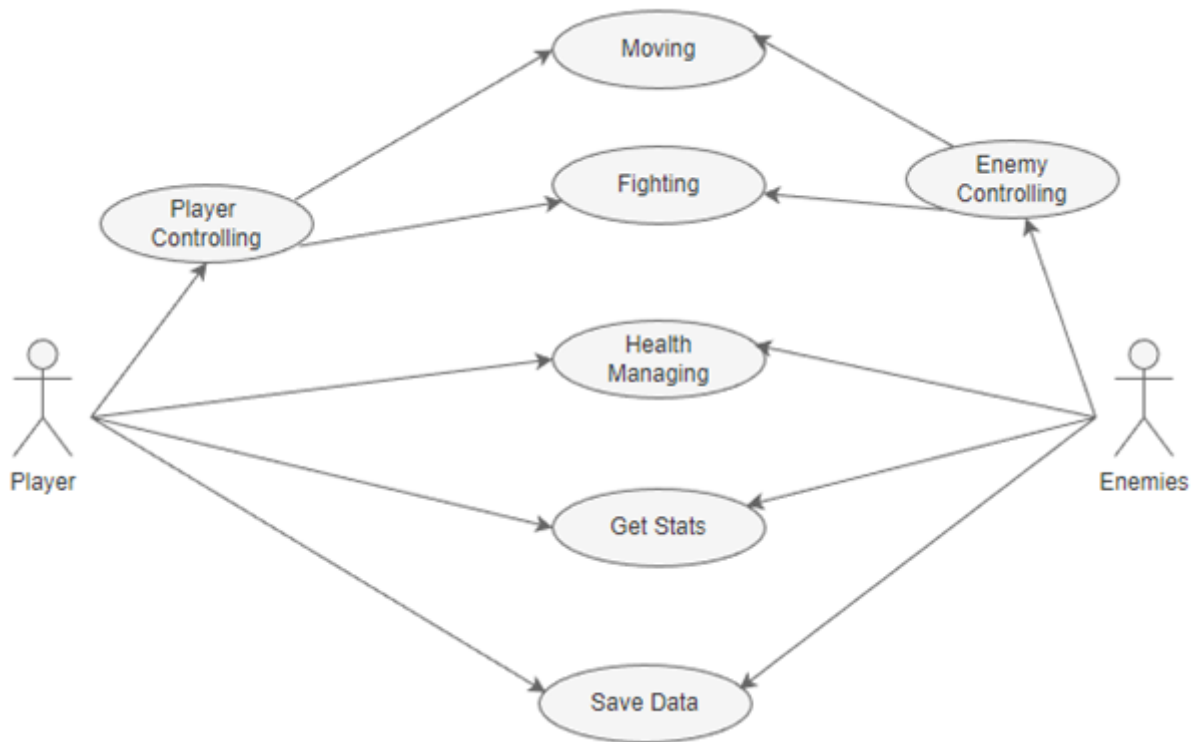 Moving
Fighting
Enemy
Controlling
Player
Controlling
Health
Managing
Player
Enemies
Get Stats
Save Data